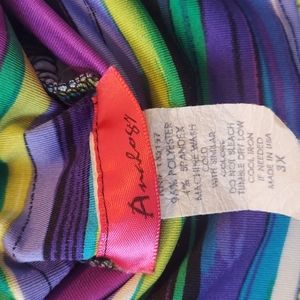 Analogy
96% POLYESTER
4% SPANDEX
MACHINE WASH
COLD
WITH SIMILAR
COLORS
DO NOT BLEACH
TUMBLE DRY LOW
COOL IRON
IF NEEDED
MADE IN USA
3X